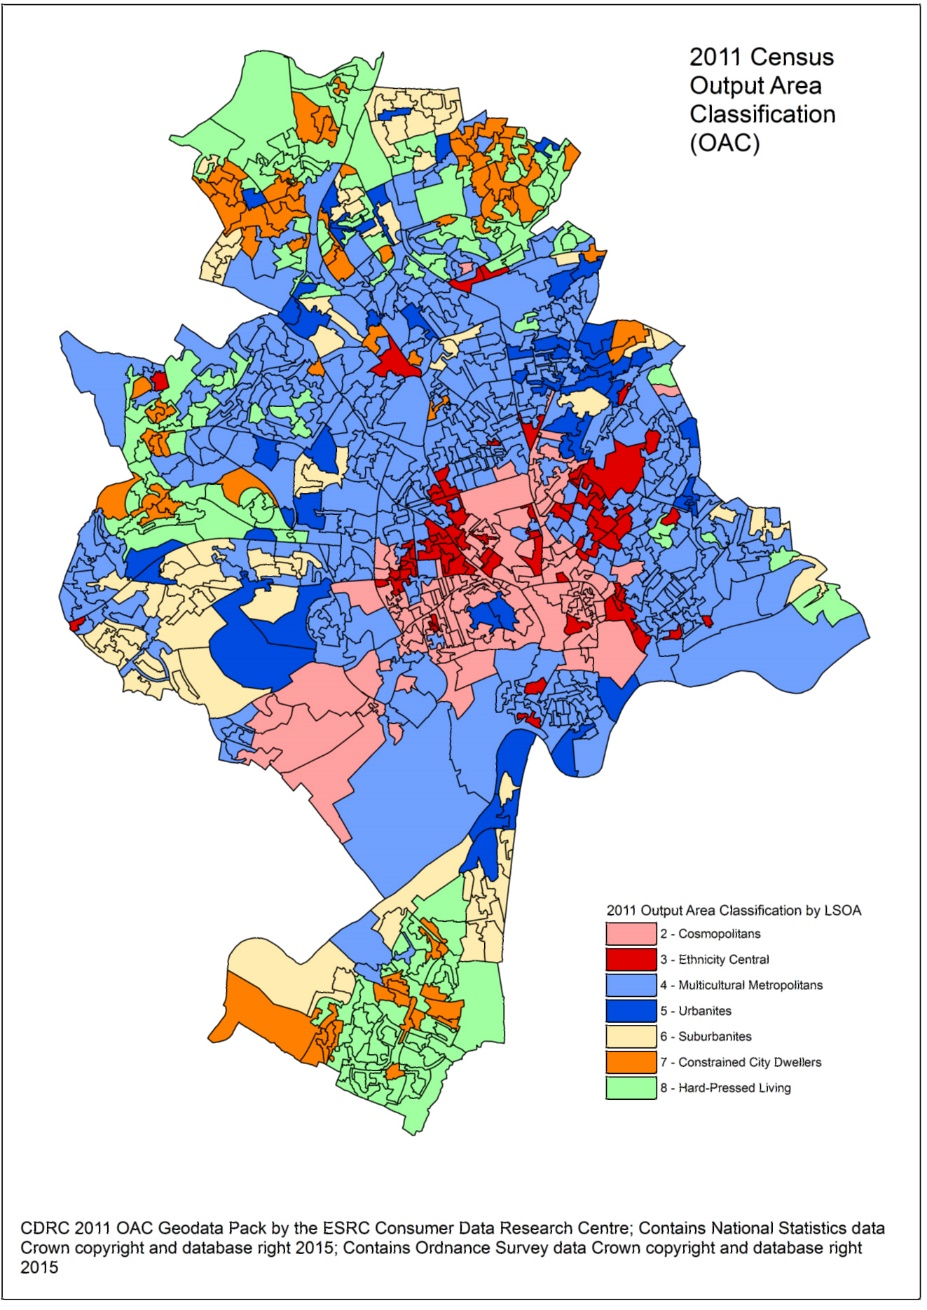 2011 Census
Output Area
Classification
(OAC)
2011 Output Area Classification by LSOA
2 - Cosmopolitans
3 - Ethnicity Central
4 - Multicultural Metropolitans
5 - Urbanites
6 - Suburbanites
7 - Constrained City Dwellers
8 - Hard-Pressed Living
CDRC 2011 OAC Geodata Pack by the ESRC Consumer Data Research Centre; Contains National Statistics data
Crown copyright and database right 2015; Contains Ordnance Survey data Crown copyright and database right
2015